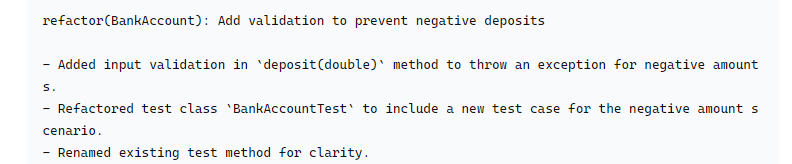 refactor(BankAccount): Add validation to prevent negative deposits
- Added input validation in `deposit(double)` method to throw an exception for negative amount
s.
- Refactored test class `BankAccountTest` to include a new test case for the negative amount s
cenario.
- Renamed existing test method for clarity.